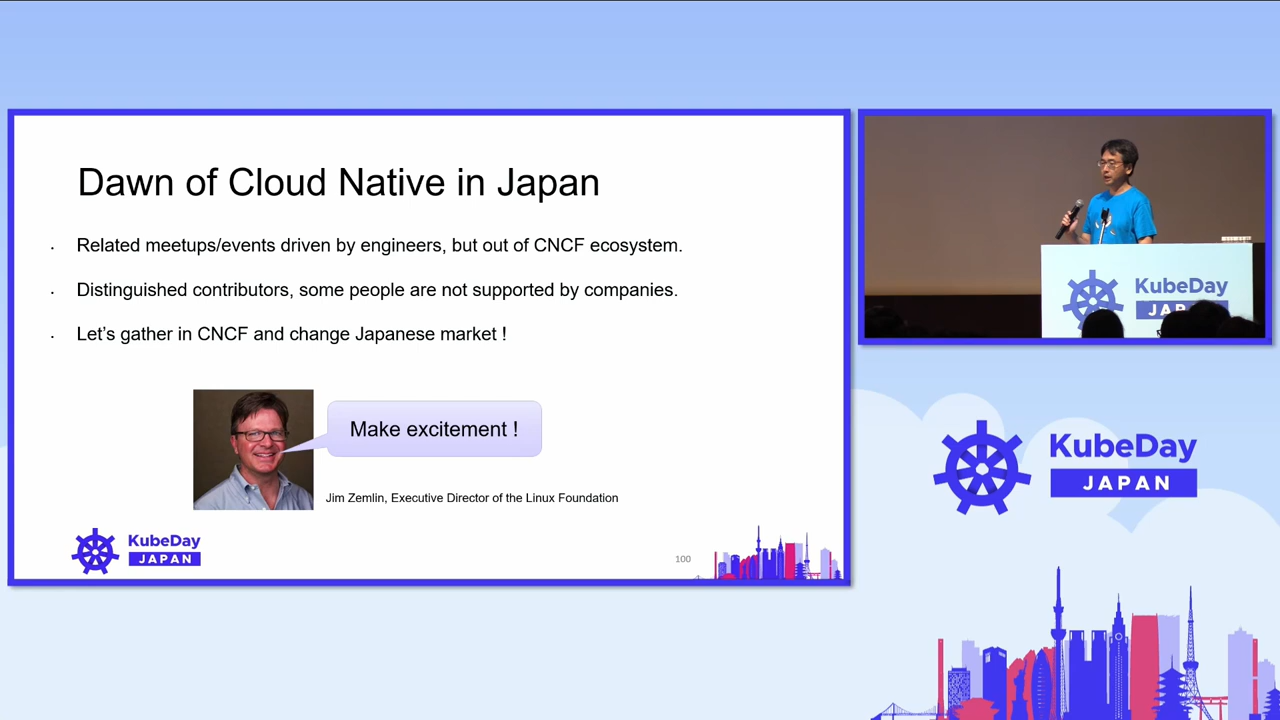 Dawn of Cloud Native in Japan
· Related meetups/events driven by engineers, but out of CNCF ecosystem.
· Distinguished contributors, some people are not supported by companies.
· Let’s gather in CNCF and change Japanese market !
Make excitement !
Jim Zemlin, Executive Director of the Linux Foundation
KubeDay
JAPAN
100
KubeDay
JAP
KubeDay
JAPAN